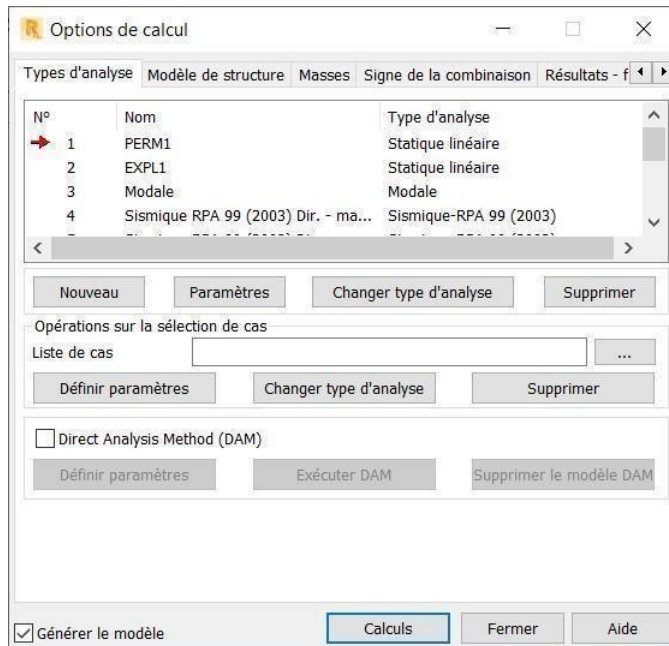 Options de calcul
Types d'analyse Modèle de structure Masses Signe de la combinaison Résultats - f
Nº Nom Type d'analyse
1 PERM1 Statique linéaire
2 EXPL1 Statique linéaire
3 Modale Modale
4 Sismique RPA 99 (2003) Dir. - ma... Sismique-RPA 99 (2003)
Nouveau Paramètres Changer type d'analyse Supprimer
Opérations sur la sélection de cas
Liste de cas ...
Définir paramètres Changer type d'analyse Supprimer
Direct Analysis Method (DAM)
Définir paramètres Exécuter DAM Supprimer le modèle DAM
Générer le modèle Calculs Fermer Aide